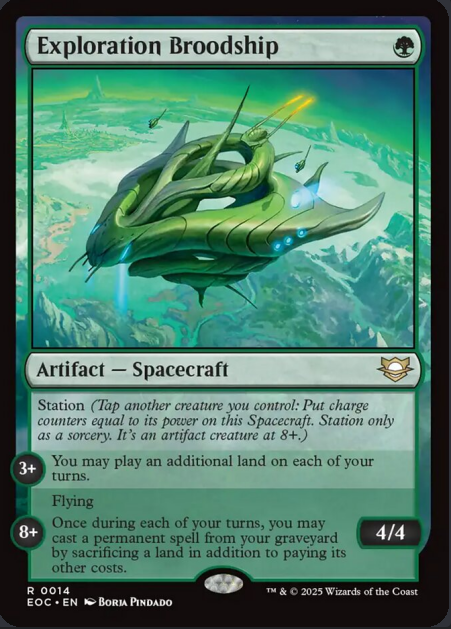 Exploration Broodship
Artifact — Spacecraft
Station (Tap another creature you control: Put charge
counters equal to its power on this Spacecraft. Station only
as a sorcery. It's an artifact creature at 8+.)
3+
You may play an additional land on each of your
turns.
Flying
8+
Once during each of your turns, you may
cast a permanent spell from your graveyard
by sacrificing a land in addition to paying its
other costs.
4/4
R 0014
EOC • EN Borja Pindado
™ & © 2025 Wizards of the Coast